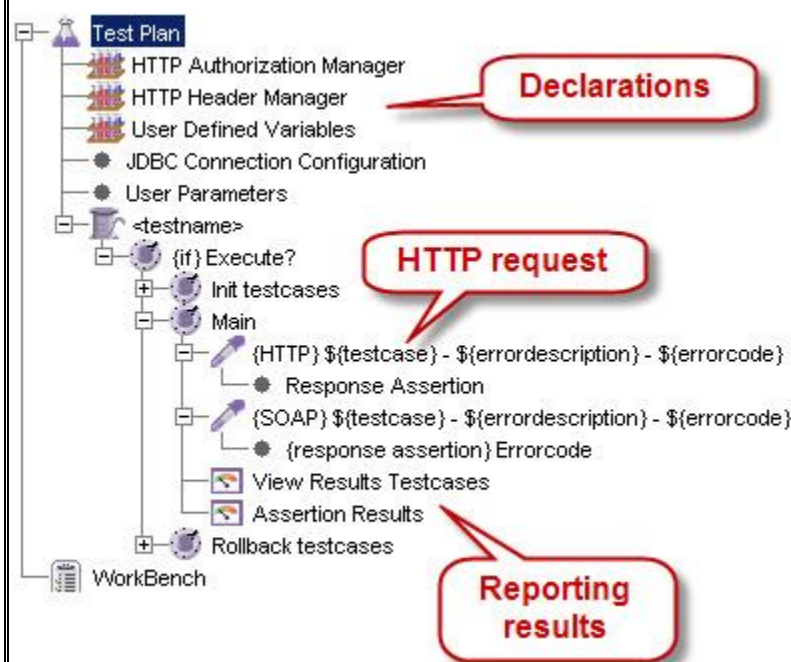 Test Plan
HTTP Authorization Manager
HTTP Header Manager
User Defined Variables
Declarations
JDBC Connection Configuration
User Parameters
<testname>
{if} Execute?
HTTP request
Init testcases
Main
{HTTP} ${testcase} - ${errordescription} - ${errorcode}
Response Assertion
{SOAP} ${testcase} - ${errordescription} - ${errorcode}
{response assertion} Errorcode
View Results Testcases
Assertion Results
Rollback testcases
WorkBench
Reporting
results